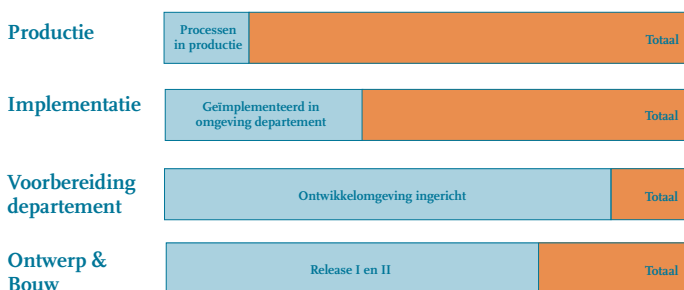 Productie
Processen
in productie
Totaal
Implementatie
Geïmplementeerd in
omgeving departement
Totaal
Voorbereiding
departement
Ontwikkelomgeving ingericht
Totaal
Ontwerp &
Bouw
Release I en II
Totaal